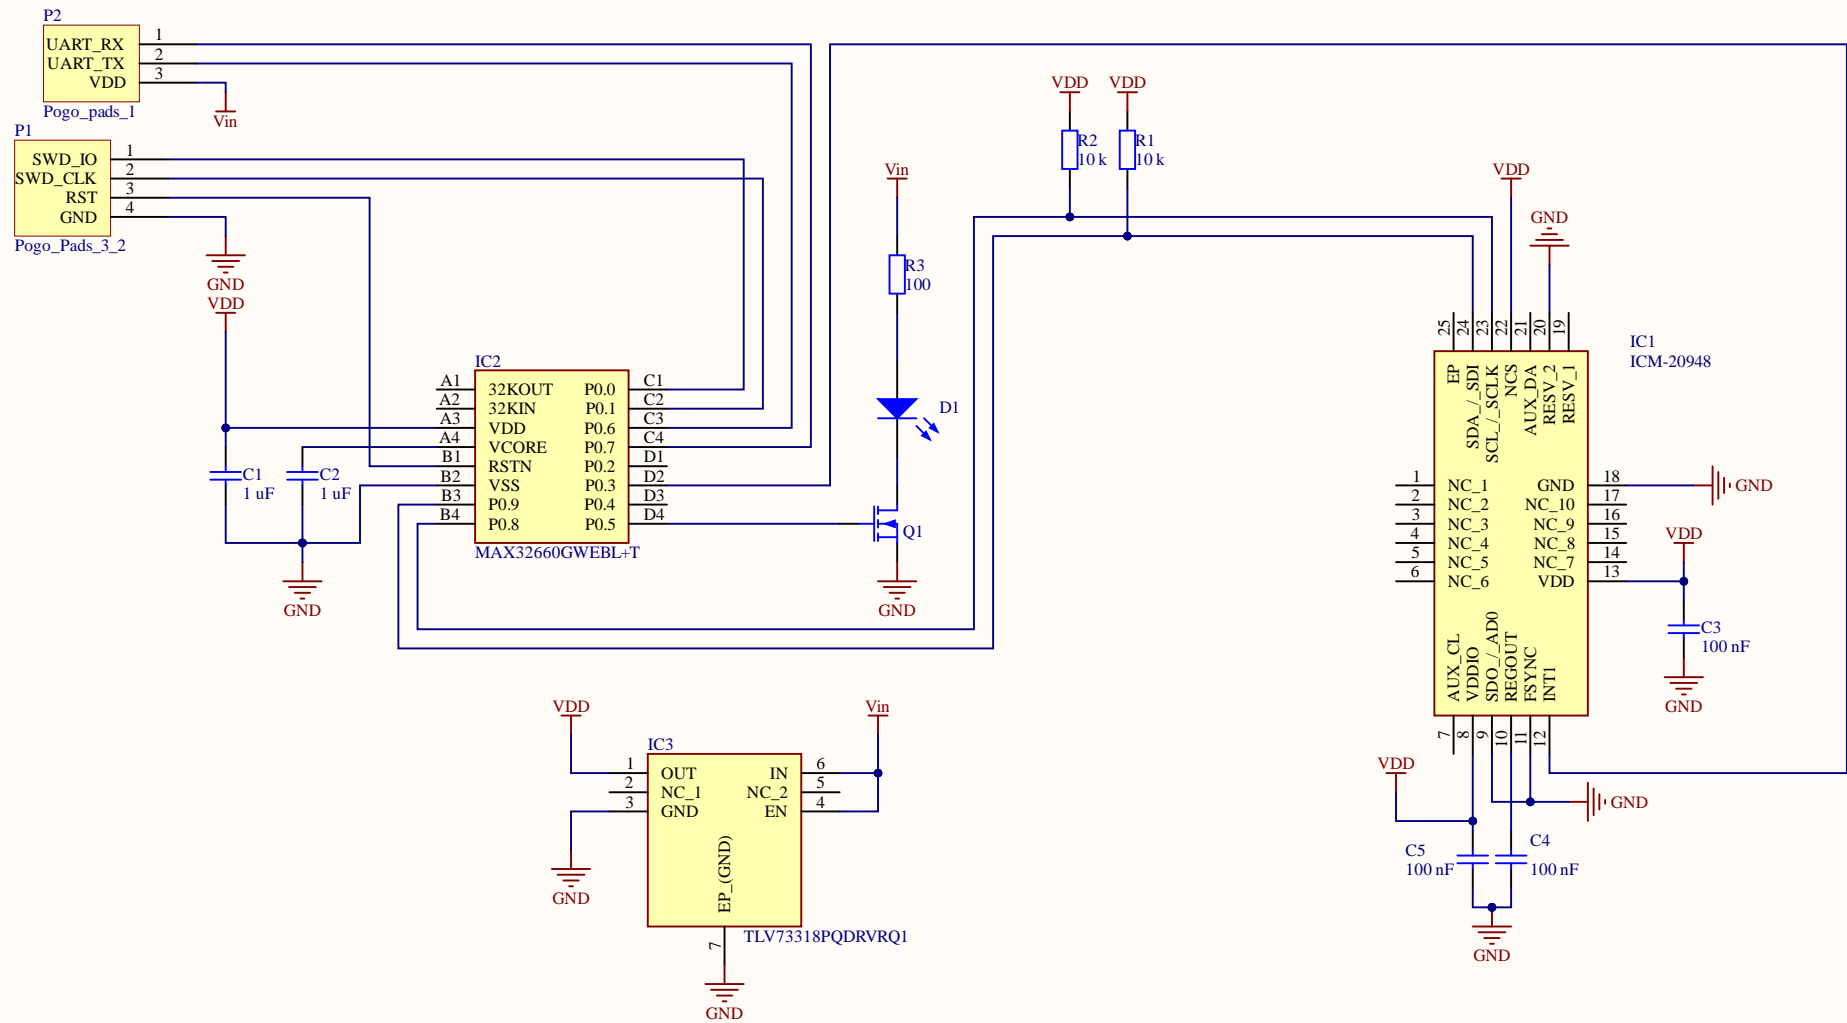 P2
UART_RX 1
UART_TX 2
VDD 3
Pogo_pads_1
Vin
P1
SWD_IO 1
SWD_CLK 2
RST 3
GND 4
Pogo_Pads_3_2
GND
VDD
C1
1 uF
C2
1 uF
GND
IC2
A1 32KOUT P0.0 C1
A2 32KIN P0.1 C2
A3 VDD P0.6 C3
A4 VCORE P0.7 C4
B1 RSTN P0.2 D1
B2 VSS P0.3 D2
B3 P0.9 P0.4 D3
B4 P0.8 P0.5 D4
MAX32660GWEBL+T
Vin
R3
100
D1
Q1
GND
VDD
R2
10 k
VDD
R1
10 k
VDD
GND
IC1
ICM-20948
25 24 23 22 21 20 19
EP
SDA_/_SDI
SCL_/_SCLK
NCS
AUX_DA
RESV_2
RESV_1
1 NC_1 GND 18
2 NC_2 NC_10 17
3 NC_3 NC_9 16
4 NC_4 NC_8 15
5 NC_5 NC_7 14
6 NC_6 VDD 13
GND
VDD
C3
100 nF
GND
AUX_CL
VDDIO
SDO_/_AD0
REGOUT
FSYNC
INT1
7 8 9 10 11 12
VDD
GND
C5
100 nF
C4
100 nF
GND
VDD
Vin
IC3
1 OUT IN 6
2 NC_1 NC_2 5
3 GND EN 4
EP_(GND)
7
TLV73318PQDRVRQ1
GND
GND